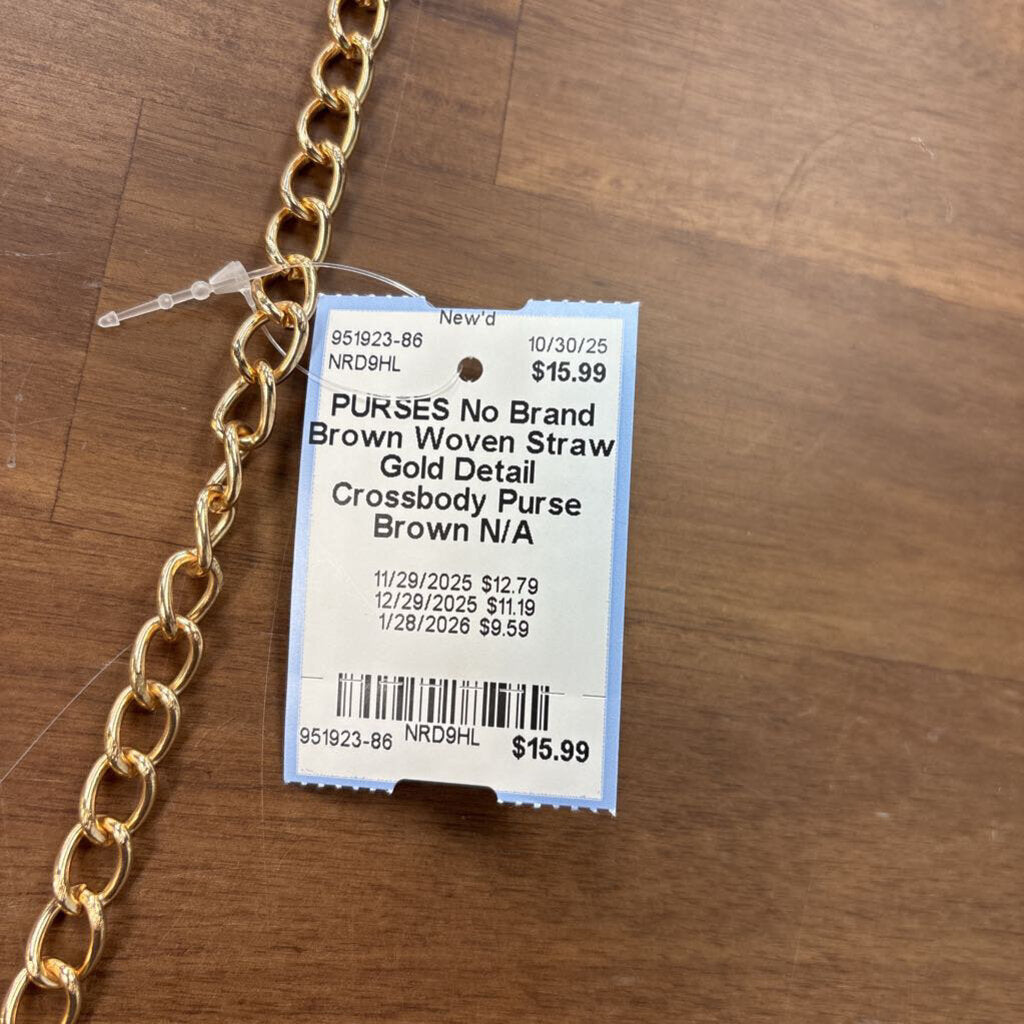 New'd
951923-86 10/30/25
NRD9HL $15.99
PURSES No Brand
Brown Woven Straw
Gold Detail
Crossbody Purse
Brown N/A
11/29/2025 $12.79
12/29/2025 $11.19
1/28/2026 $9.59
951923-86 NRD9HL $15.99